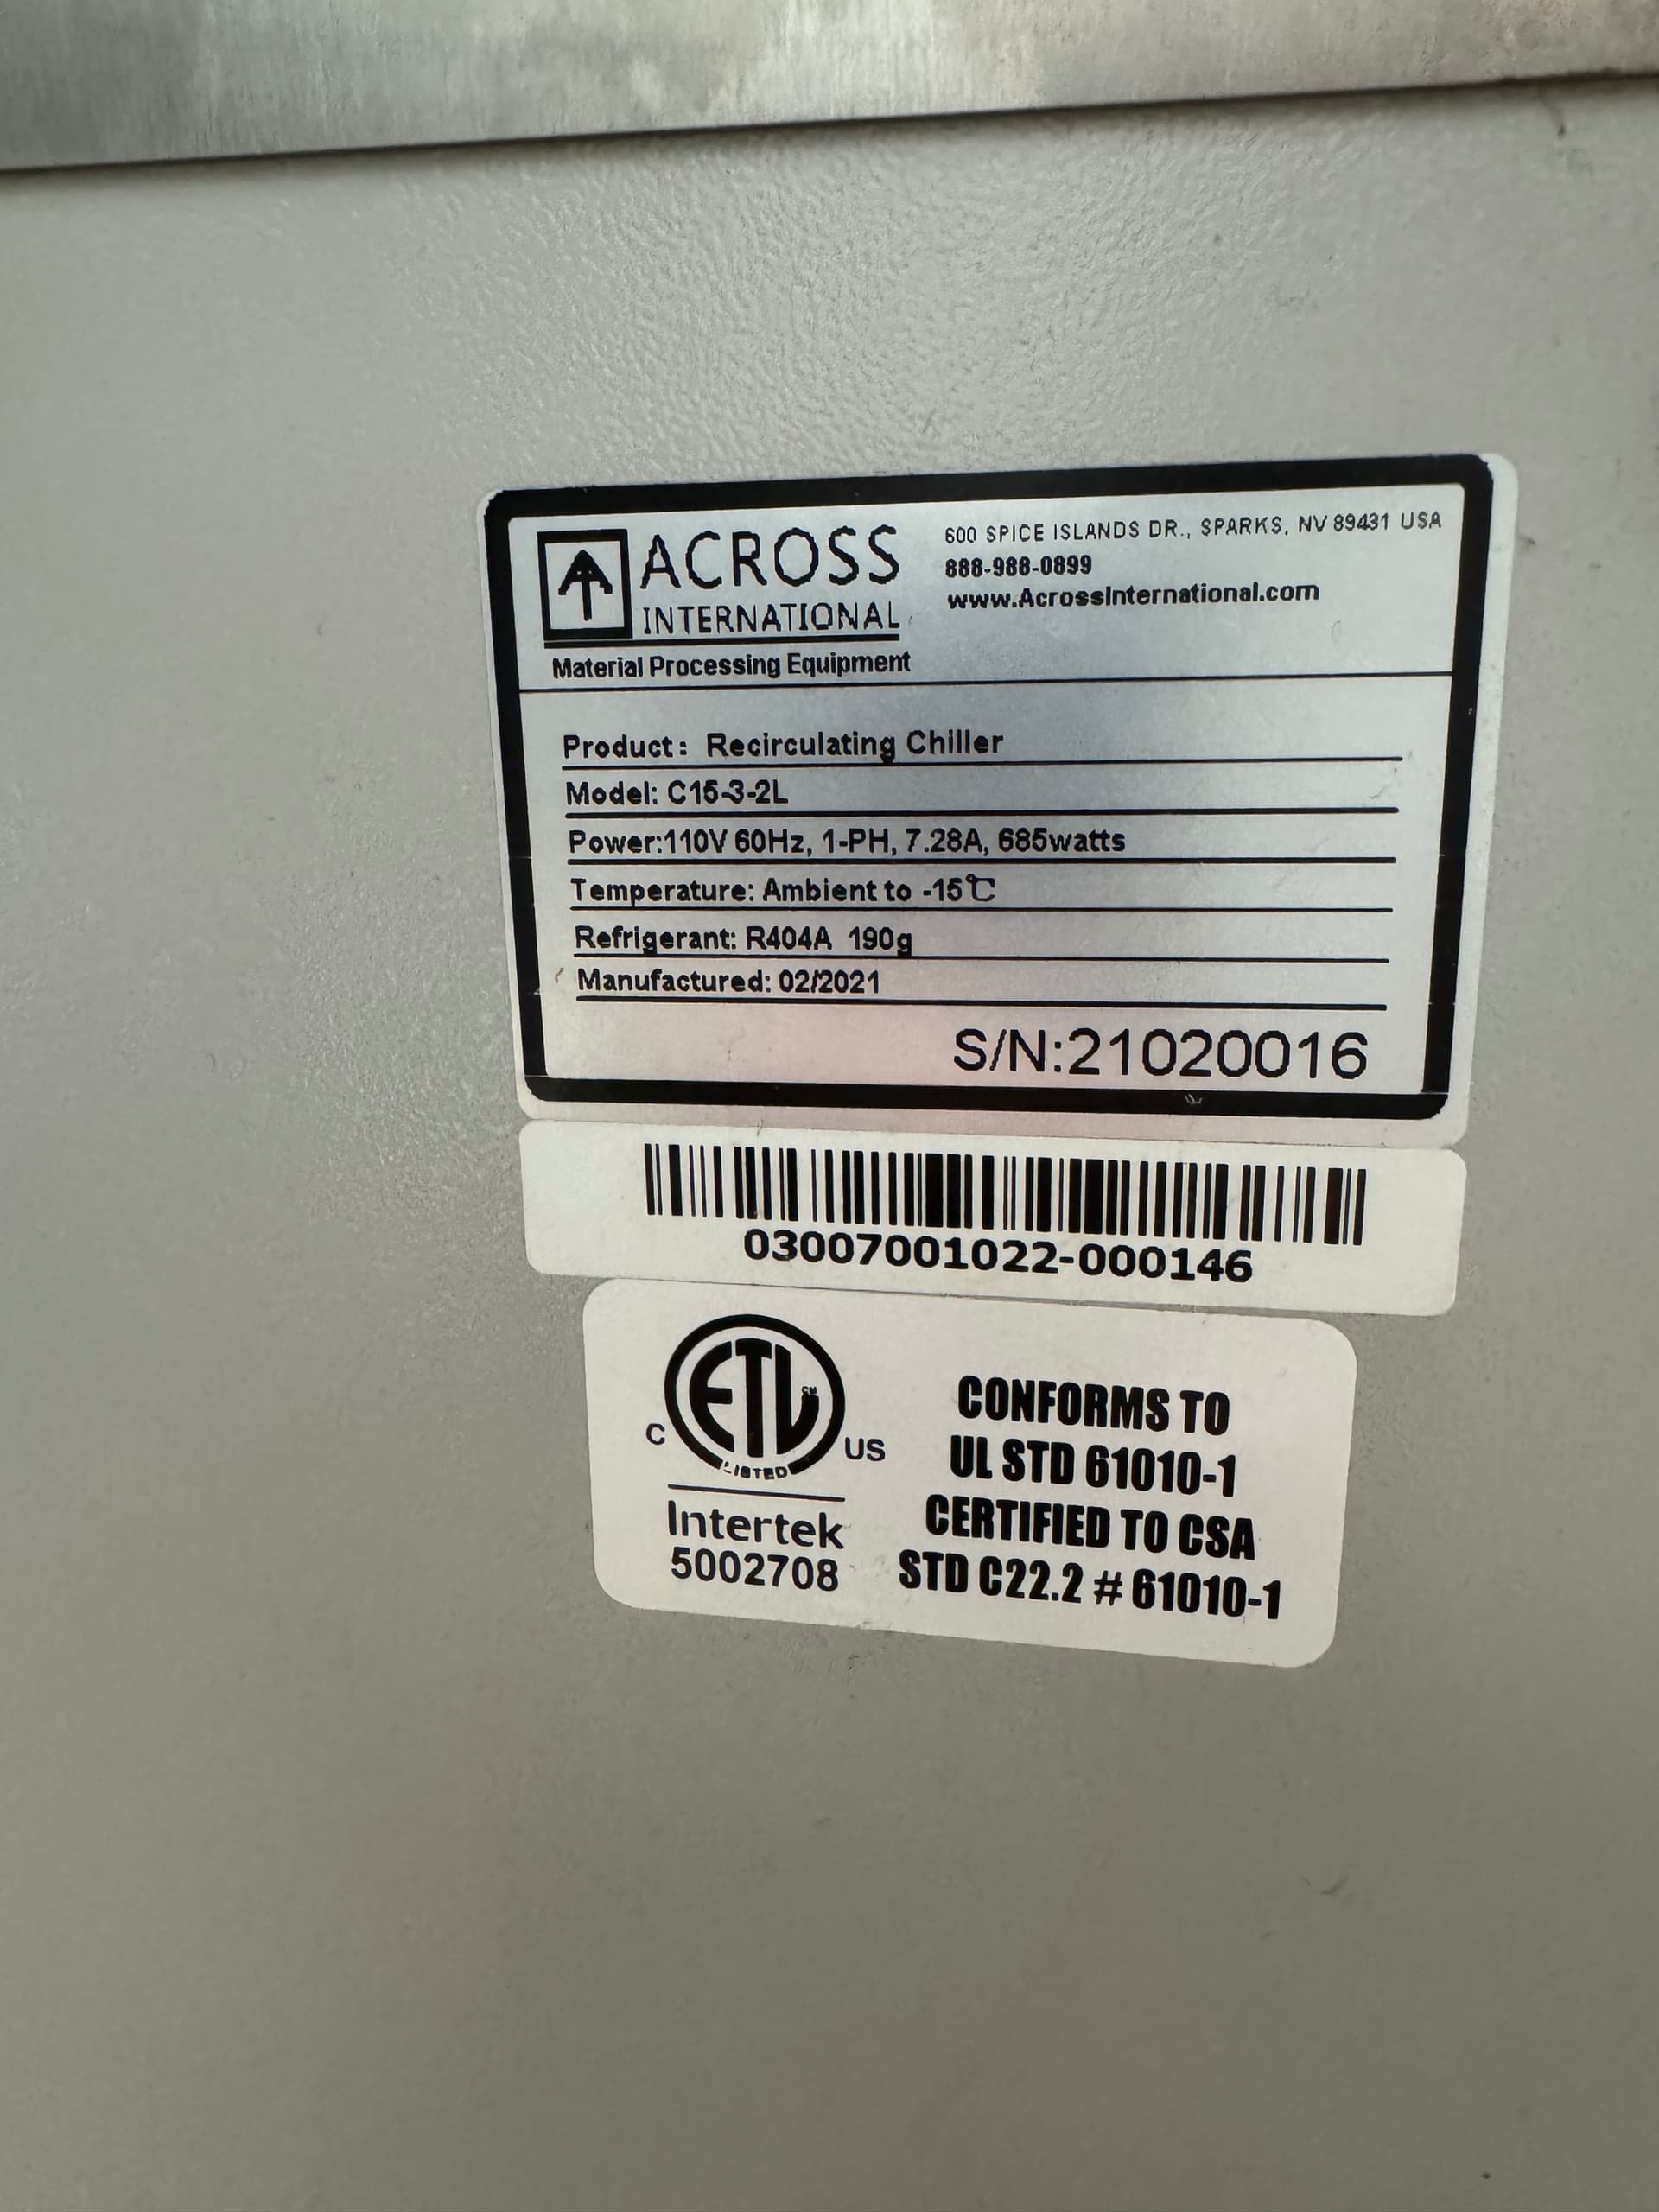 ACROSS
INTERNATIONAL
Material Processing Equipment
600 SPICE ISLANDS DR., SPARKS, NV 89431 USA
888-988-0899
www.AcrossInternational.com
Product: Recirculating Chiller
Model: C15-3-2L
Power:110V 60Hz, 1-PH, 7.28A, 685watts
Temperature: Ambient to -15℃
Refrigerant: R404A 190g
Manufactured: 02/2021
S/N:21020016
03007001022-000146
C ETL CM US
LISTED
Intertek
5002708
CONFORMS TO
UL STD 61010-1
CERTIFIED TO CSA
STD C22.2 # 61010-1